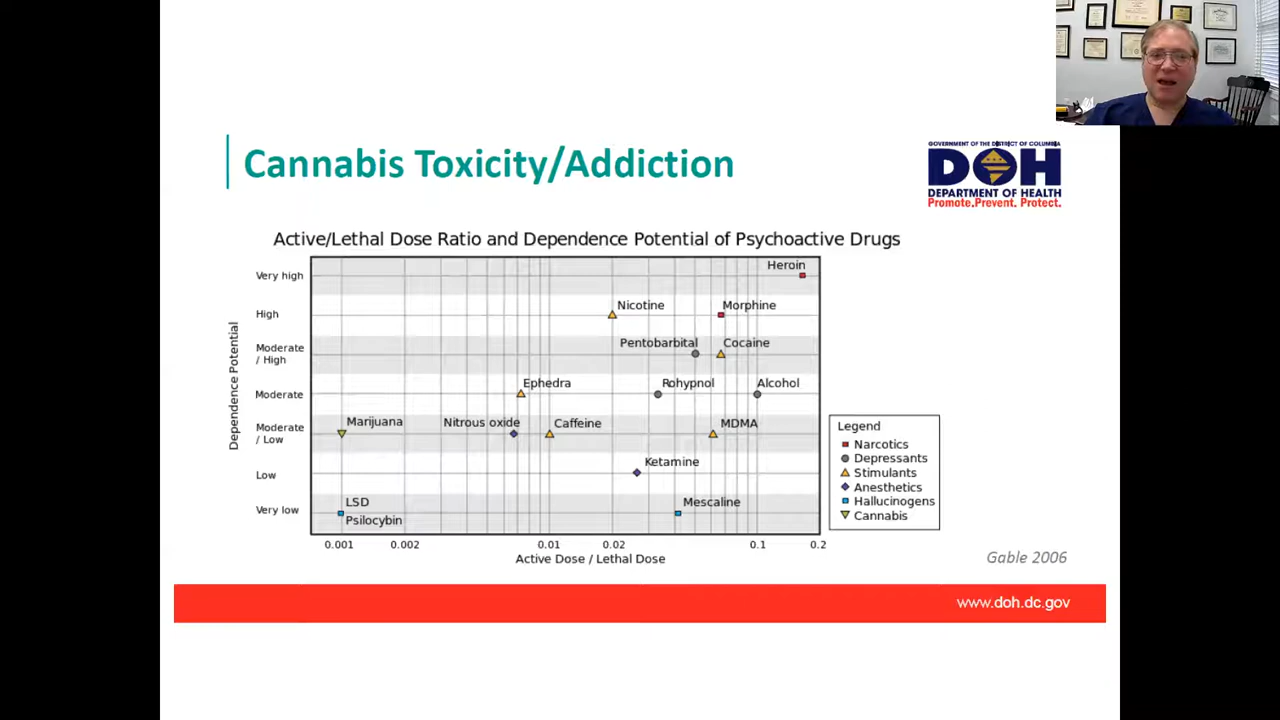 Cannabis Toxicity/Addiction
GOVERNMENT OF THE DISTRICT OF COLUMBIA
DOH
DEPARTMENT OF HEALTH
Promote.Prevent. Protect.
Active/Lethal Dose Ratio and Dependence Potential of Psychoactive Drugs
Dependence Potential
Very high
High
Moderate
/ High
Moderate
Moderate
/ Low
Low
Very low
Heroin
Nicotine
Morphine
Pentobarbital
Cocaine
Ephedra
Rohypnol
Alcohol
Marijuana
Nitrous oxide
Caffeine
MDMA
Ketamine
LSD
Psilocybin
Mescaline
0.001 0.002 0.01 0.02 0.1 0.2
Active Dose / Lethal Dose
Legend
Narcotics
Depressants
Stimulants
Anesthetics
Hallucinogens
Cannabis
Gable 2006
www.doh.dc.gov